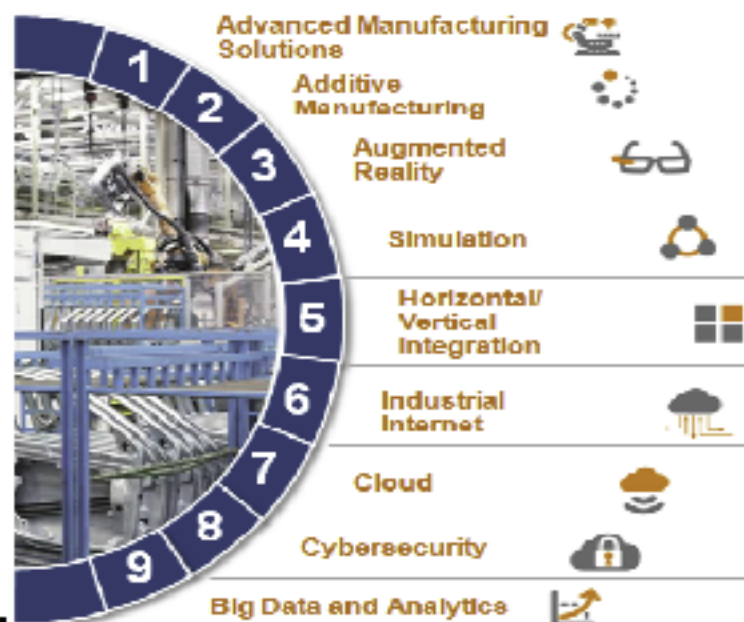 1
Advanced Manufacturing
Solutions
2
Additive
Manufacturing
3
Augmented
Reality
4
Simulation
5
Horizontal/
Vertical
Integration
6
Industrial
Internet
7
Cloud
8
Cybersecurity
9
Big Data and Analytics